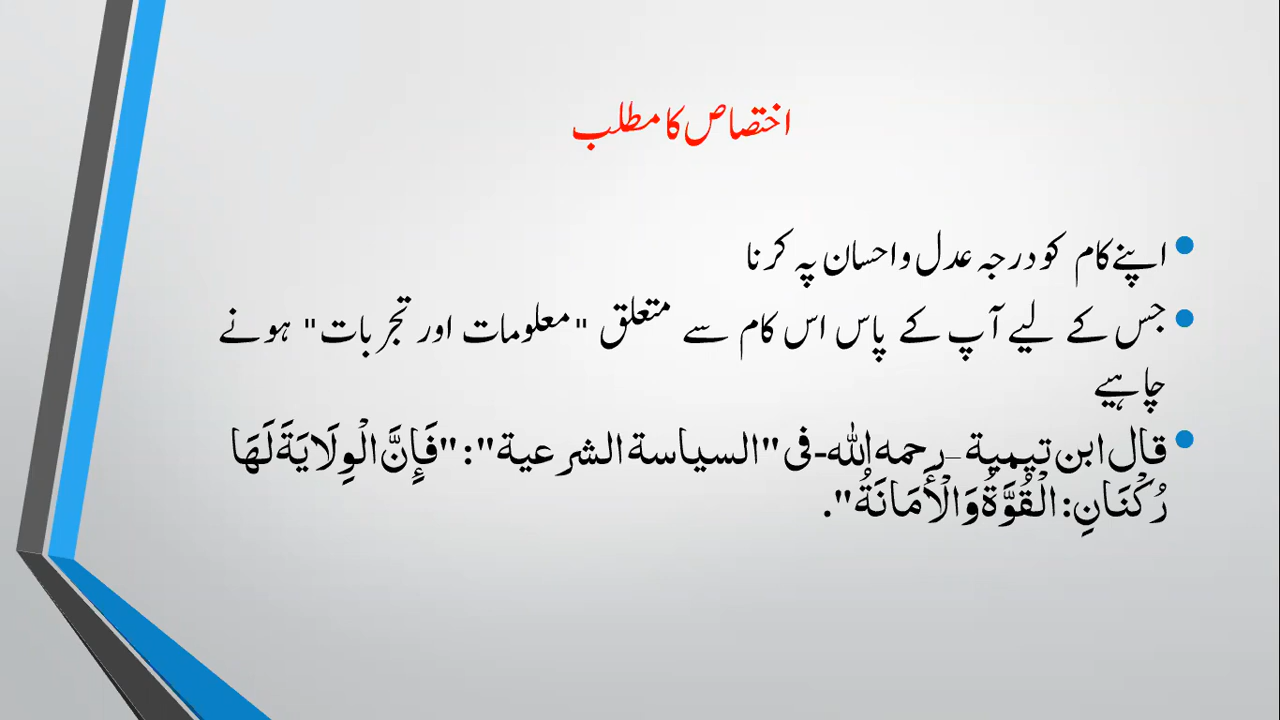 اختصاص کا مطلب
اپنے کام کو درجہ عدل و احسان پہ کرنا
جس کے لیے آپ کے پاس اس کام سے متعلق "معلومات اور تجربات" ہونے
چاہیے
قال ابن تيمية –رحمه الله- فی "السياسة الشرعية": "فَإِنَّ الْوِلَايَةَ لَهَا
رُكْنَانِ: الْقُوَّةُ وَالْأَمَانَةُ".